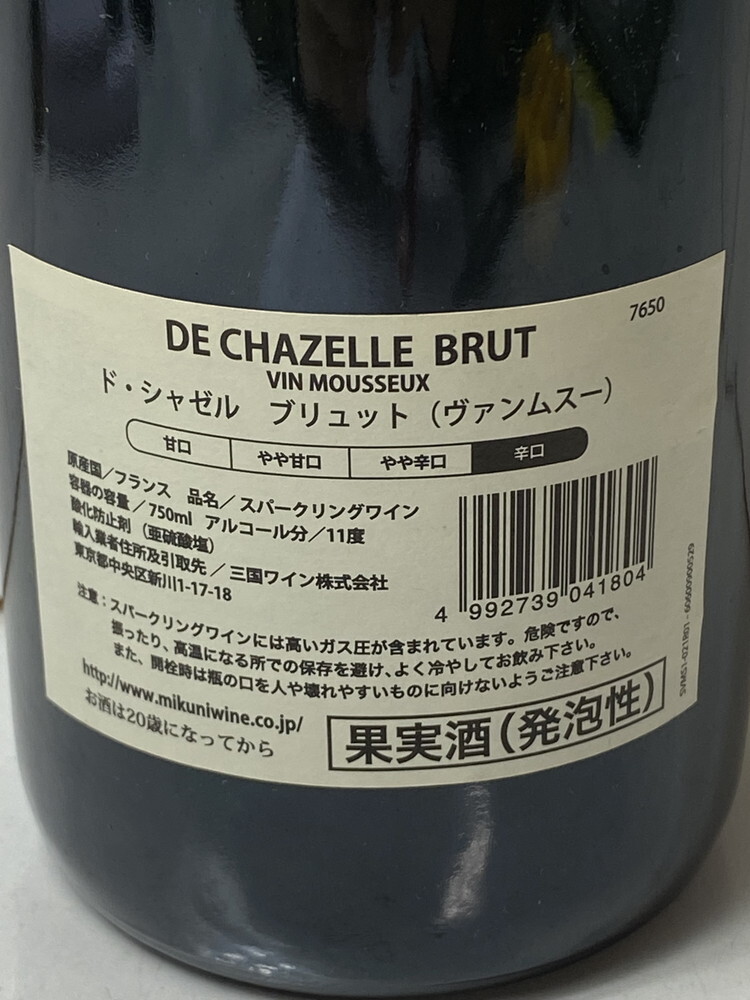 7650
DE CHAZELLE BRUT
VIN MOUSSEUX
ド・シャゼル ブリュット（ヴァンムスー）
甘口 やや甘口 やや辛口 辛口
原産国／フランス 品名／スパークリングワイン
容器の容量／750ml アルコール分／11度
酸化防止剤（亜硫酸塩）
輸入業者住所及引取先／三国ワイン株式会社
東京都中央区新川1-17-18
4 992739 041804
注意：スパークリングワインには高いガス圧が含まれています。危険ですので、
振ったり、高温になる所での保存を避け、よく冷やしてお飲み下さい。
また、開栓時は瓶の口を人や壊れやすいものに向けないようご注意下さい。
http://www.mikuniwine.co.jp/
お酒は20歳になってから
果実酒（発泡性）